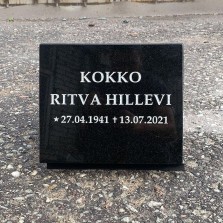 KOKKO
RITVA HILLEVI
★ 27.04.1941 † 13.07.2021